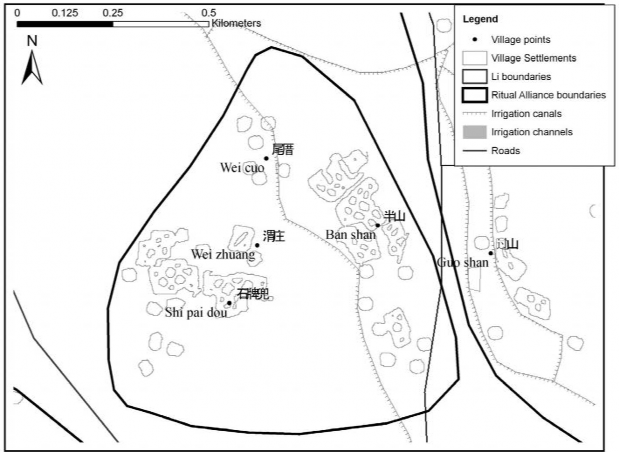 0 0.125 0.25 0.5
Kilometers
N
Legend
Village points
Village Settlements
Li boundaries
Ritual Alliance boundaries
Irrigation canals
Irrigation channels
Roads
尾厝
Wei cuo
半山
Ban shan
渭庄
Wei zhuang
山
Guo shan
石牌兜
Shi pai dou